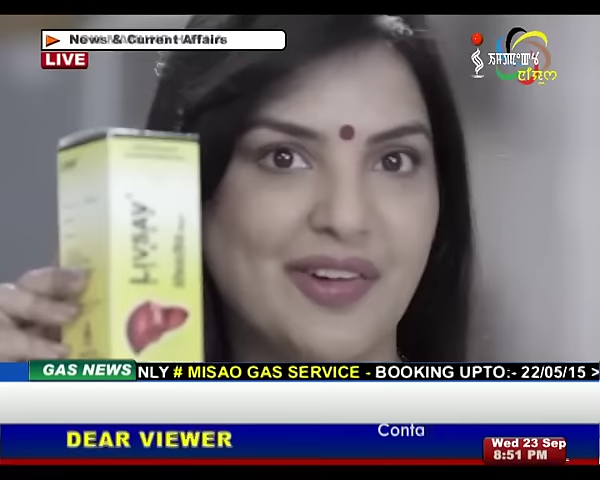 News & Current Affairs
LIVE
LIVSAV
GAS NEWS
NLY # MISAO GAS SERVICE - BOOKING UPTO:- 22/05/15 >
Conta
DEAR VIEWER
Wed 23 Sep
8:51 PM